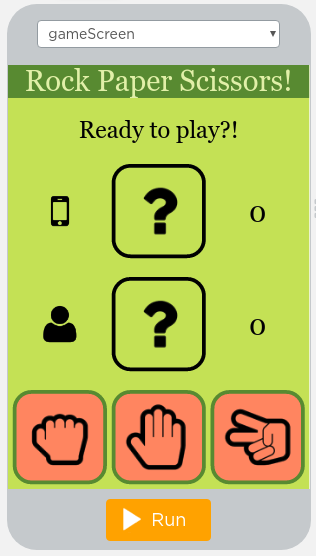 gameScreen
Rock Paper Scissors!
Ready to play?!
?
0
?
0
Run